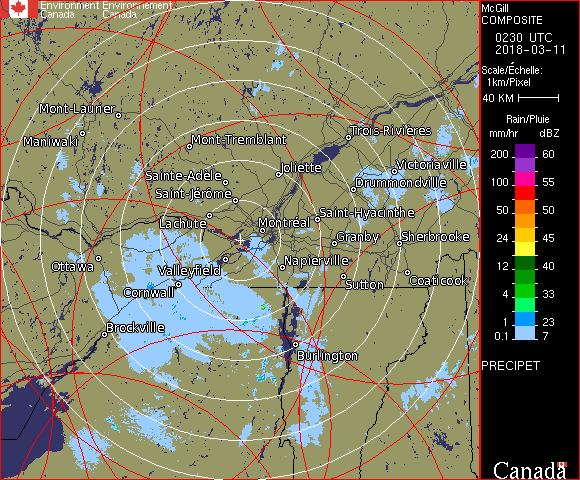 Environment Environnement
Canada Canada
McGill
COMPOSITE
0230 UTC
2018-03-11
Scale/Échelle:
1km/Pixel
40 KM
Rain/Pluie
mm/hr dBZ
200 60
155
100 55
50 50
24 45
12 40
4 33
1 23
0.1 7
PRECIPET
Canada
Mont-Laurier
Maniwaki
Mont-Tremblant
Trois-Rivières
Sainte-Adèle
Joliette
Victoriaville
Saint-Jérôme
Drummondville
Lachute
Montréal
Saint-Hyacinthe
Granby
Sherbrooke
Ottawa
Valleyfield
Napierville
Cornwall
Sutton
Coaticook
Brockville
Burlington